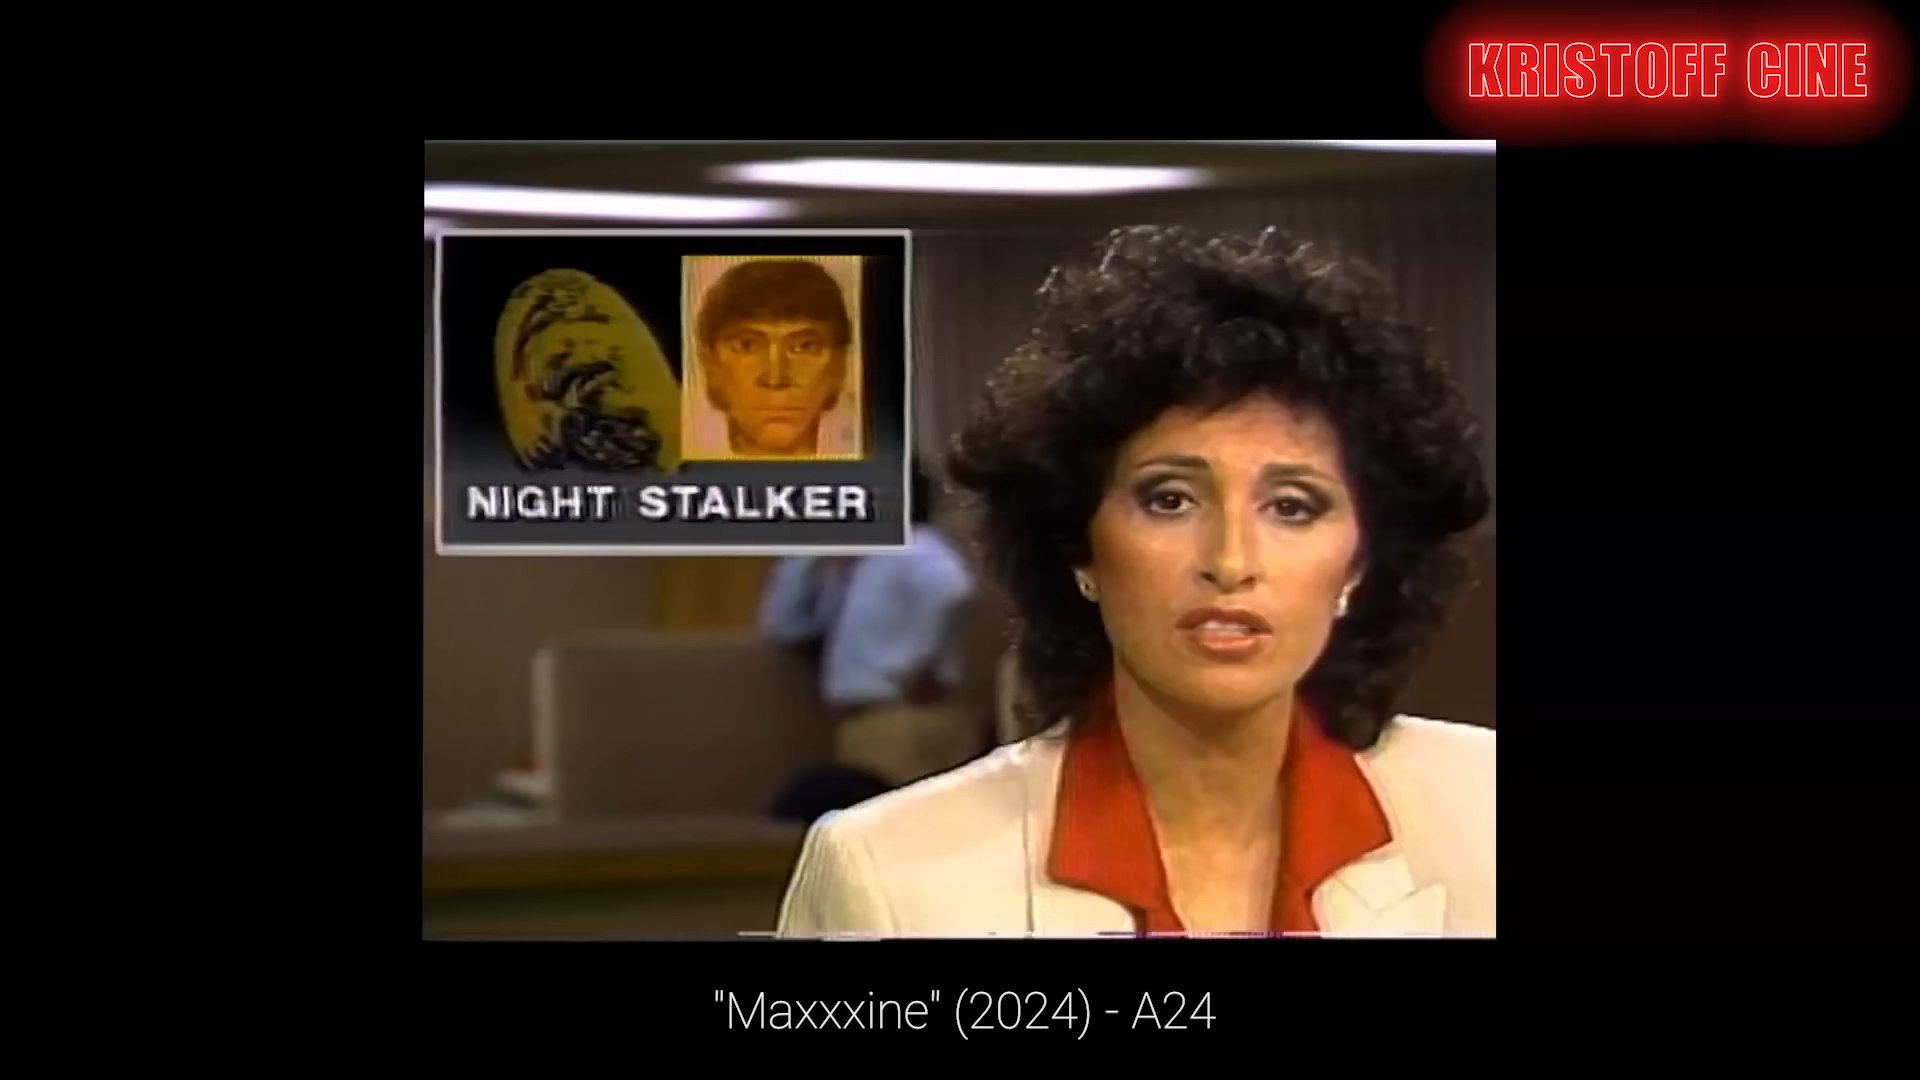 KRISTOFF CINE
NIGHT STALKER
"Maxxxine" (2024) - A24